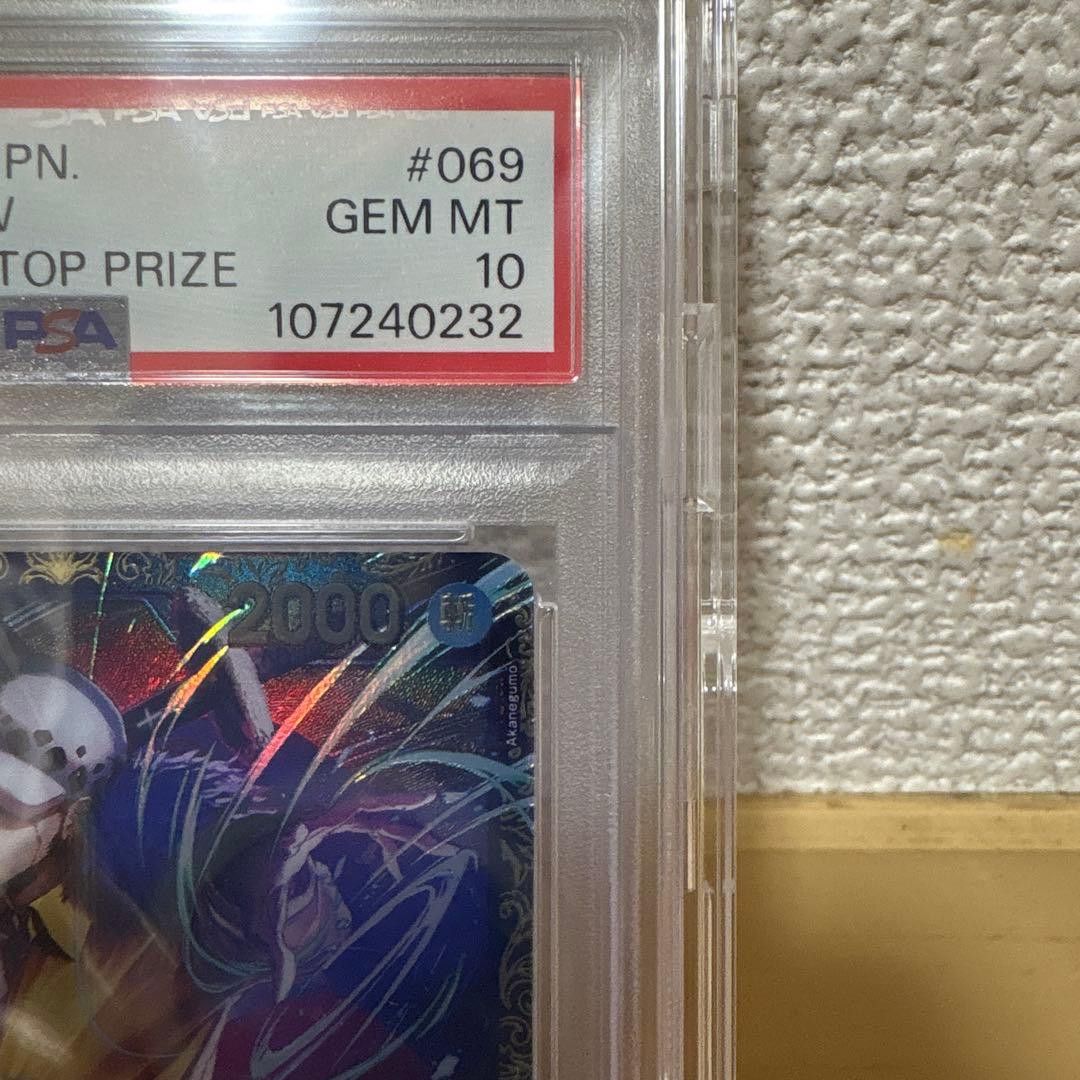 PN. #069
GEM MT
TOP PRIZE 10
PSA 107240232
2000 斬
Akanegumo